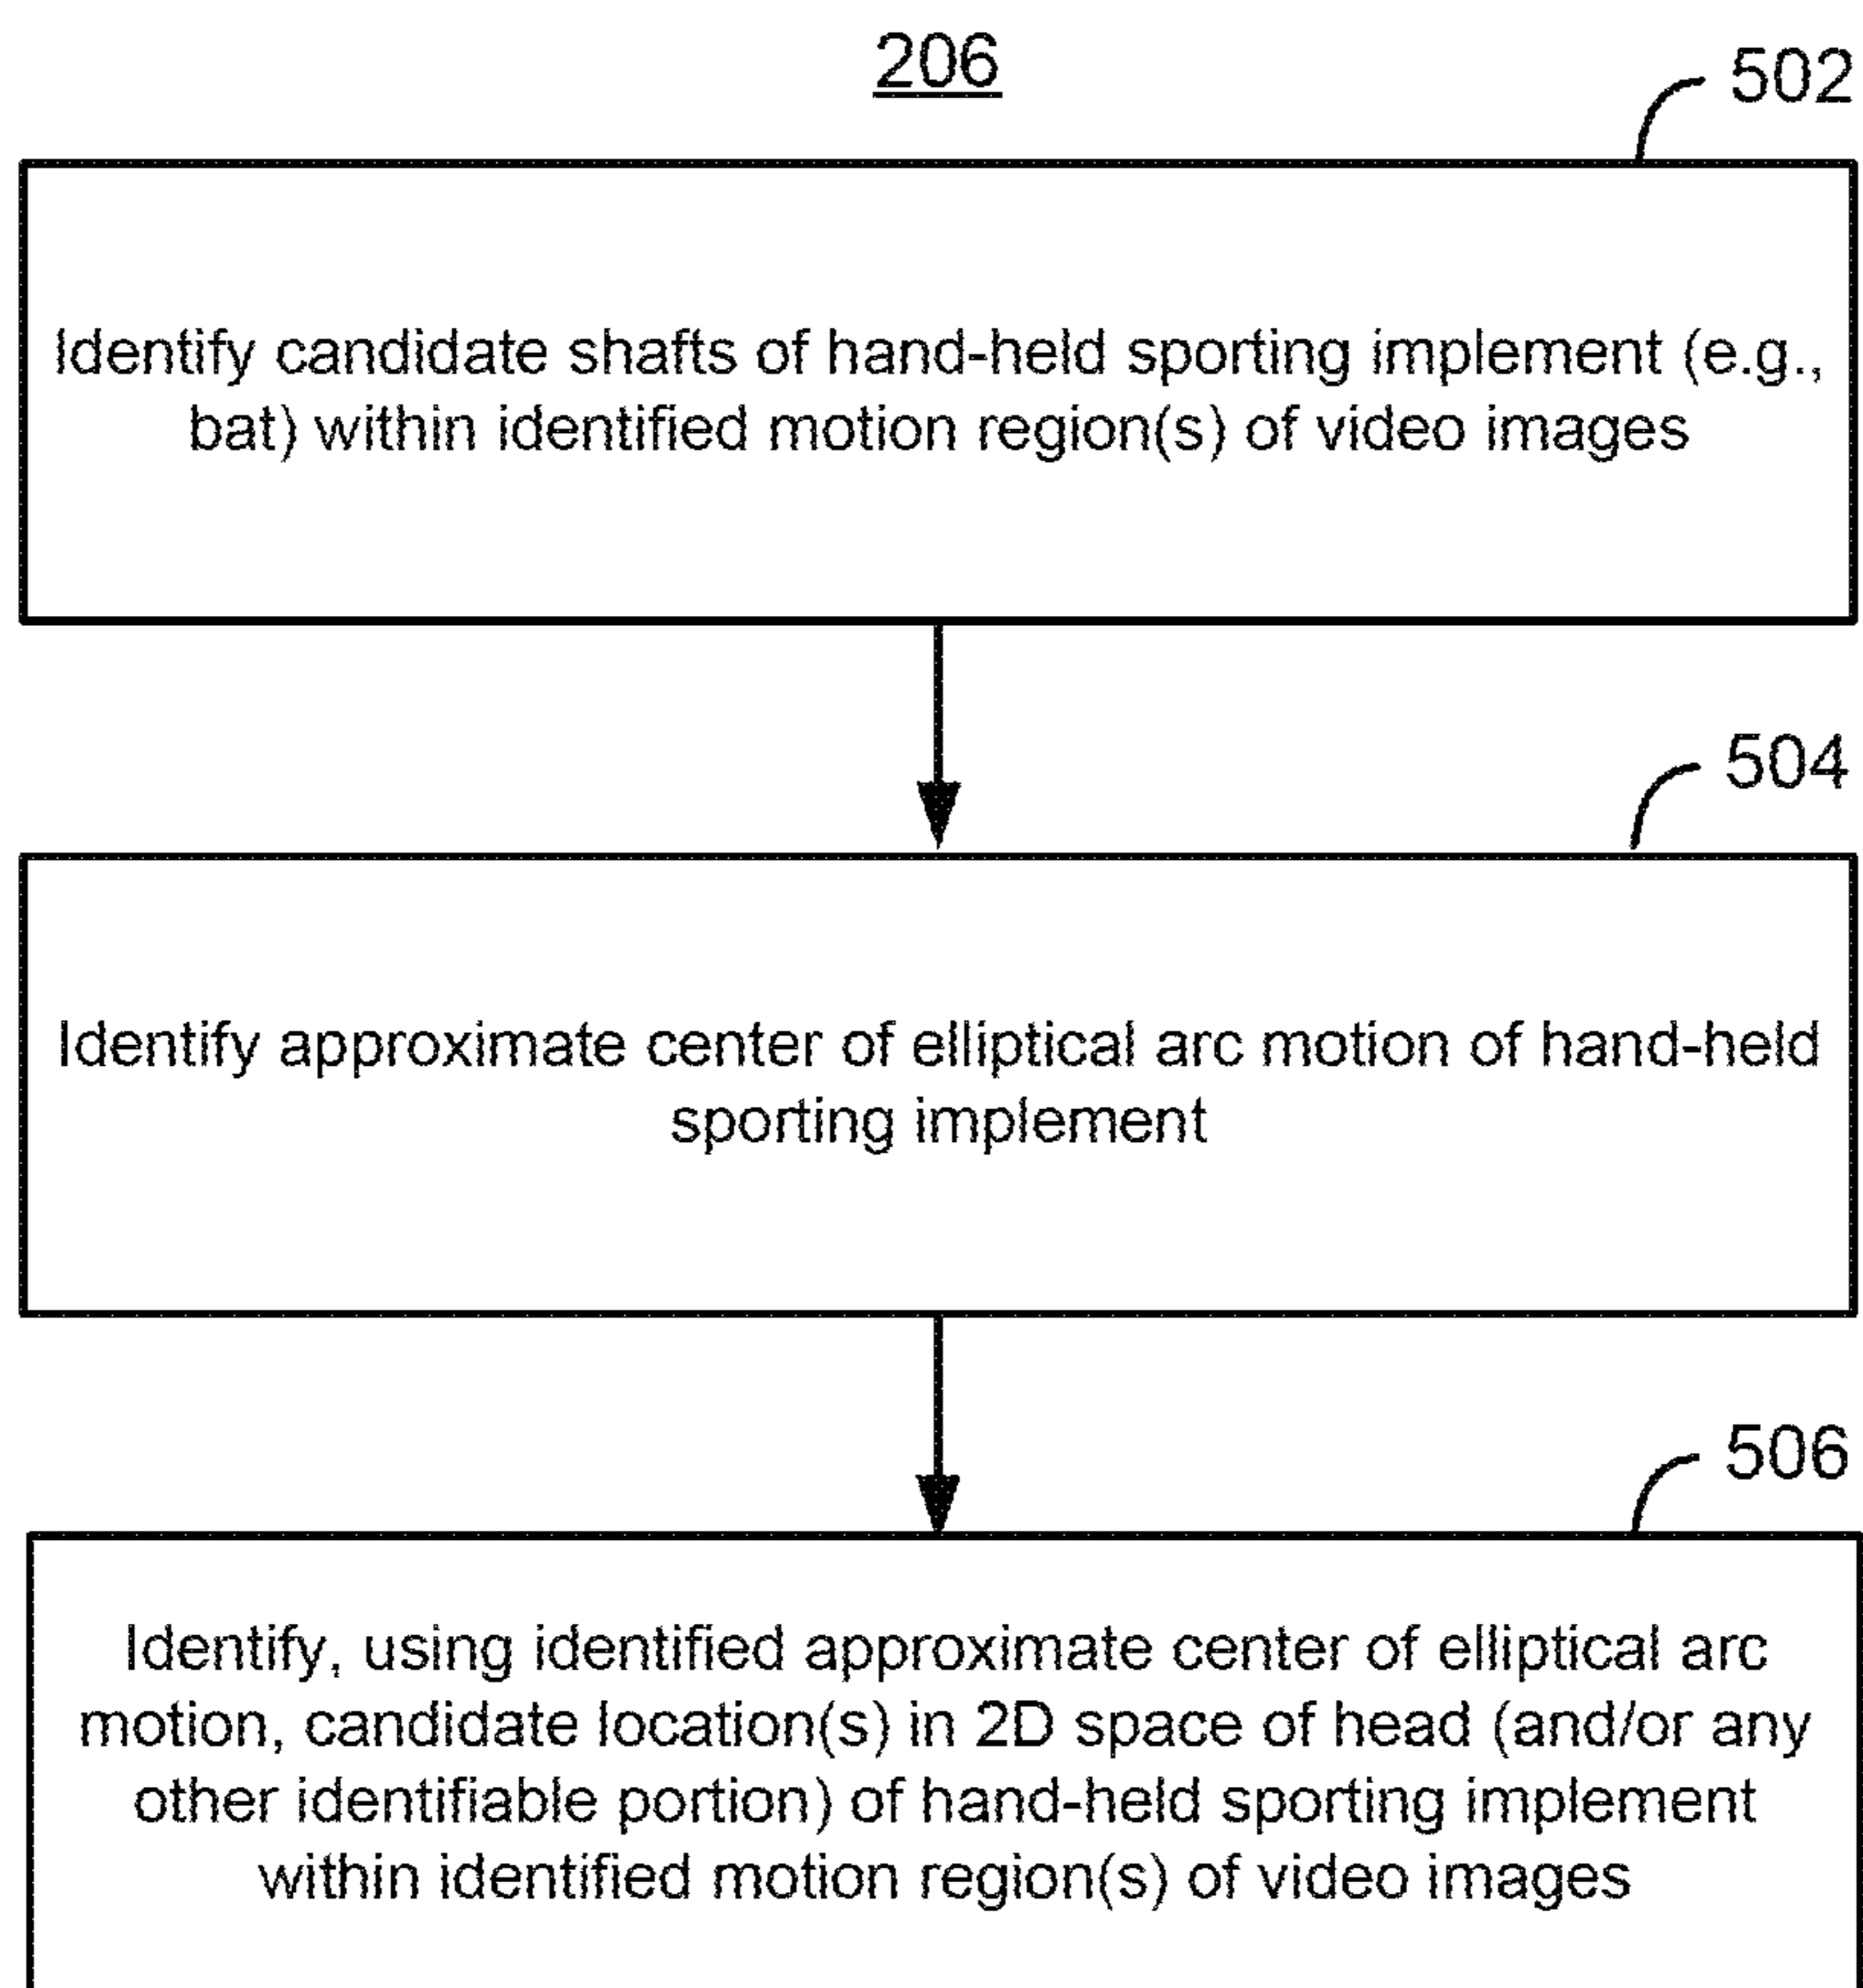 206
502
Identify candidate shafts of hand-held sporting implement (e.g.,
bat) within identified motion region(s) of video images
504
Identify approximate center of elliptical arc motion of hand-held
sporting implement
506
Identify, using identified approximate center of elliptical arc
motion, candidate location(s) in 2D space of head (and/or any
other identifiable portion) of hand-held sporting implement
within identified motion region(s) of video images